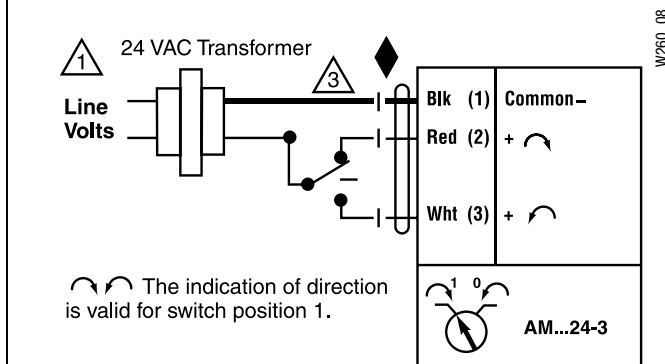 W260_08
1
24 VAC Transformer
3
Line
Volts
Blk (1) Common –
Red (2) +
Wht (3) +
The indication of direction
is valid for switch position 1.
1 0
AM...24-3